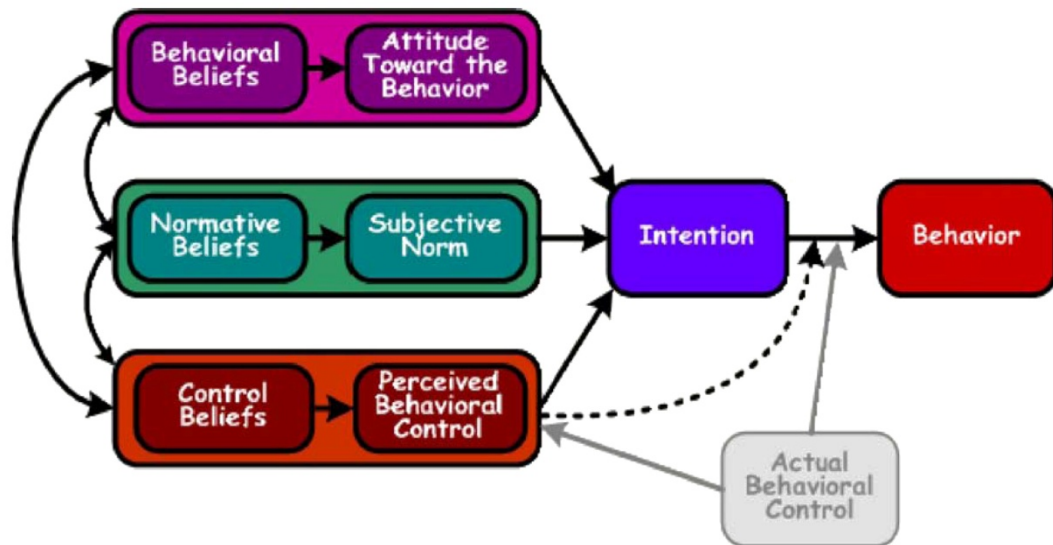 Behavioral
Beliefs
Attitude
Toward the
Behavior
Normative
Beliefs
Subjective
Norm
Intention
Behavior
Control
Beliefs
Perceived
Behavioral
Control
Actual
Behavioral
Control